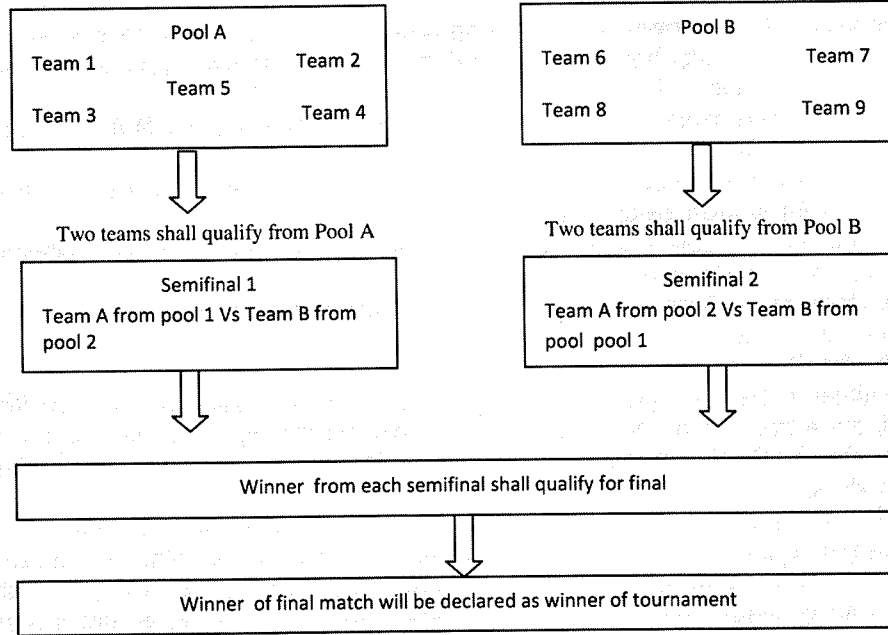 Pool A
Team 1 Team 2
Team 5
Team 3 Team 4
Pool B
Team 6 Team 7
Team 8 Team 9
Two teams shall qualify from Pool A
Two teams shall qualify from Pool B
Semifinal 1
Team A from pool 1 Vs Team B from
pool 2
Semifinal 2
Team A from pool 2 Vs Team B from
pool pool 1
Winner from each semifinal shall qualify for final
Winner of final match will be declared as winner of tournament